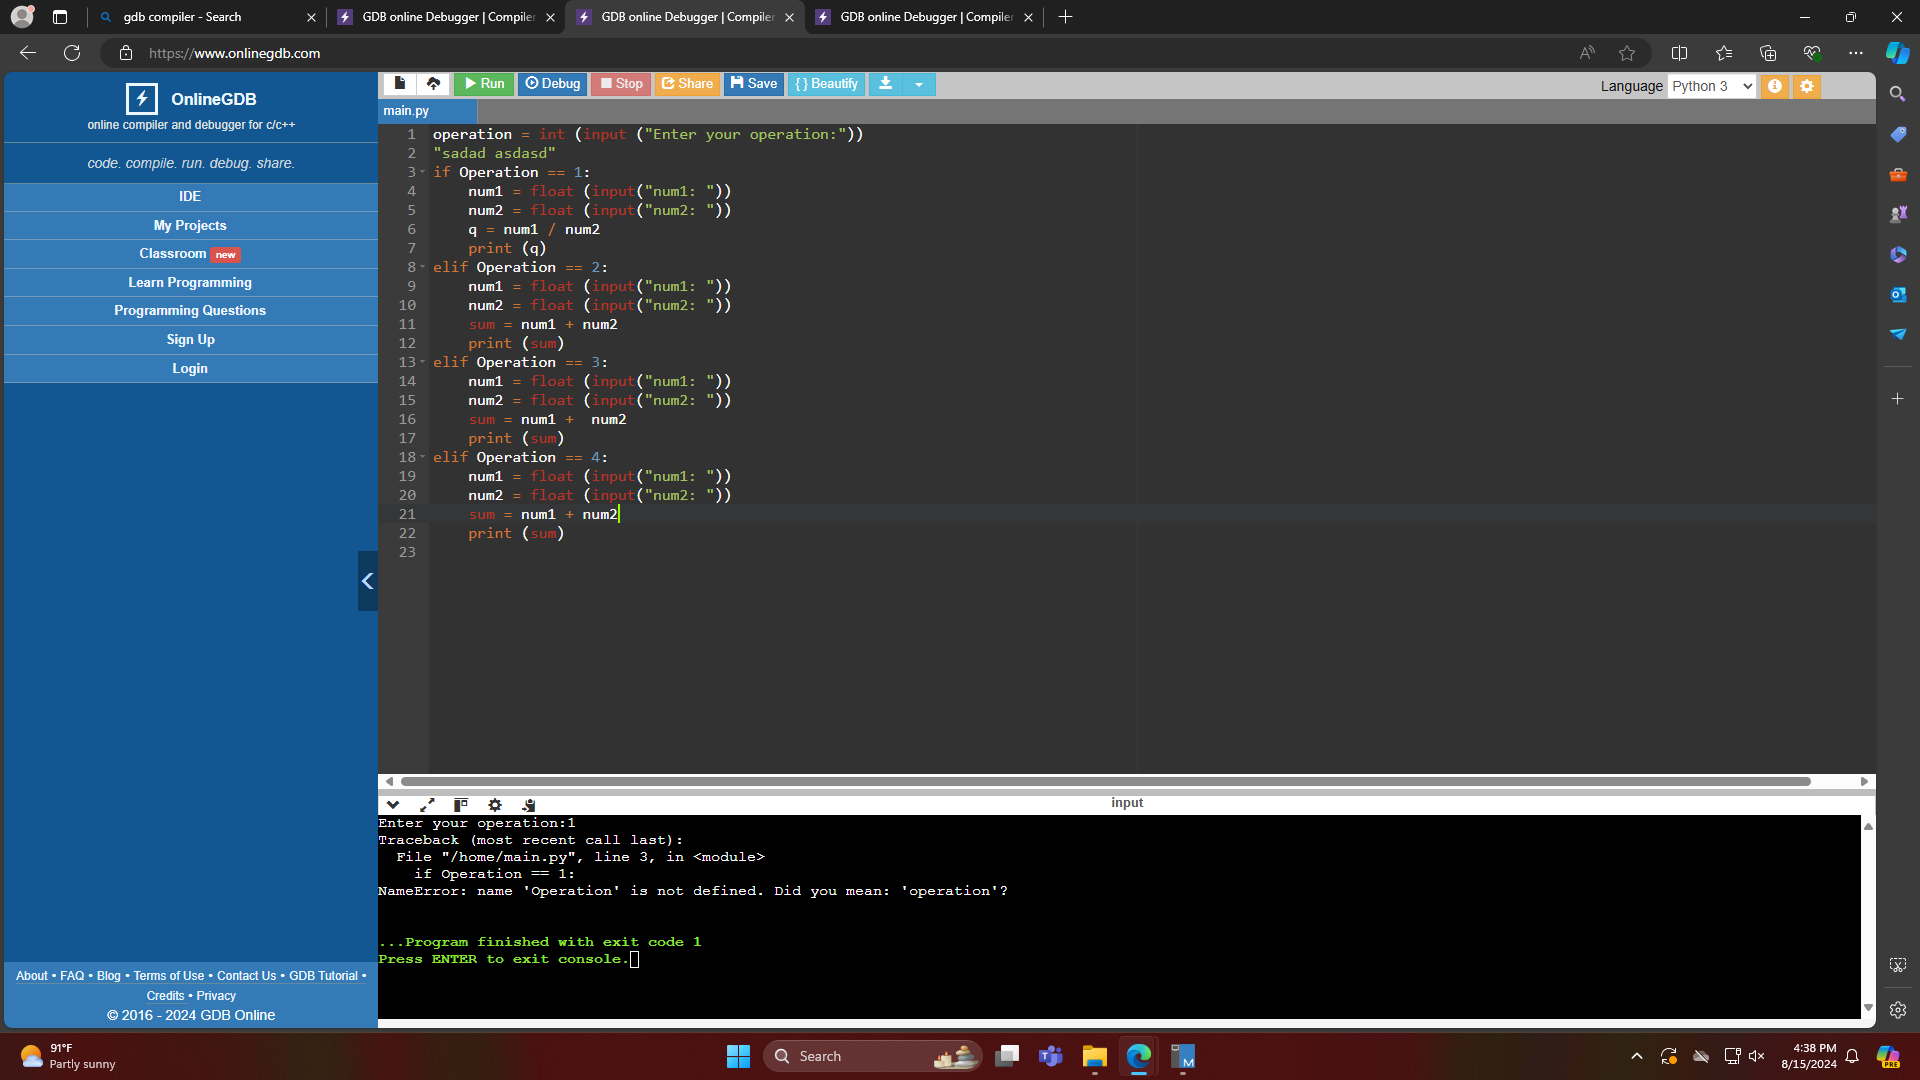 gdb compiler - Search
GDB online Debugger | Compiler
GDB online Debugger | Compiler
GDB online Debugger | Compiler
https://www.onlinegdb.com
OnlineGDB
online compiler and debugger for c/c++
code. compile. run. debug. share.
IDE
My Projects
Classroom new
Learn Programming
Programming Questions
Sign Up
Login
About • FAQ • Blog • Terms of Use • Contact Us • GDB Tutorial •
Credits • Privacy
© 2016 - 2024 GDB Online
Run Debug Stop Share Save { } Beautify
Language Python 3
main.py
1 operation = int (input ("Enter your operation:"))
2 "sadad asdasd"
3 if Operation == 1:
4     num1 = float (input("num1: "))
5     num2 = float (input("num2: "))
6     q = num1 / num2
7     print (q)
8 elif Operation == 2:
9     num1 = float (input("num1: "))
10     num2 = float (input("num2: "))
11     sum = num1 + num2
12     print (sum)
13 elif Operation == 3:
14     num1 = float (input("num1: "))
15     num2 = float (input("num2: "))
16     sum = num1 +  num2
17     print (sum)
18 elif Operation == 4:
19     num1 = float (input("num1: "))
20     num2 = float (input("num2: "))
21     sum = num1 + num2
22     print (sum)
23
input
Enter your operation:1
Traceback (most recent call last):
  File "/home/main.py", line 3, in <module>
    if Operation == 1:
NameError: name 'Operation' is not defined. Did you mean: 'operation'?
...Program finished with exit code 1
Press ENTER to exit console.
91°F
Partly sunny
Search
4:38 PM
8/15/2024
PRE